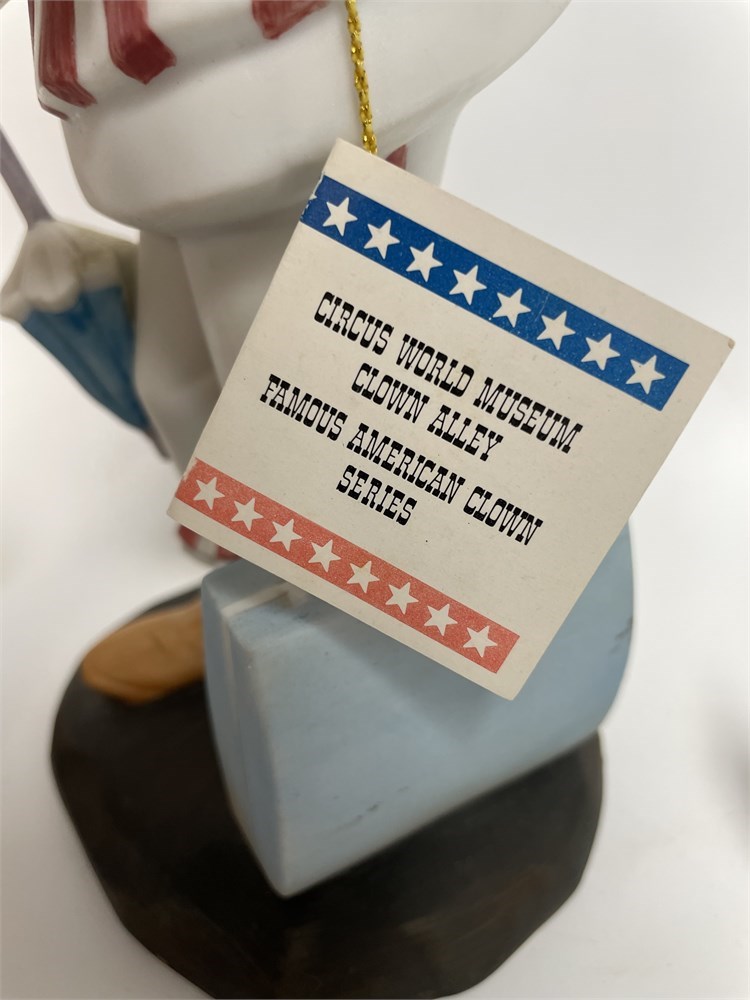 CIRCUS WORLD MUSEUM
CLOWN ALLEY
FAMOUS AMERICAN CLOWN
SERIES